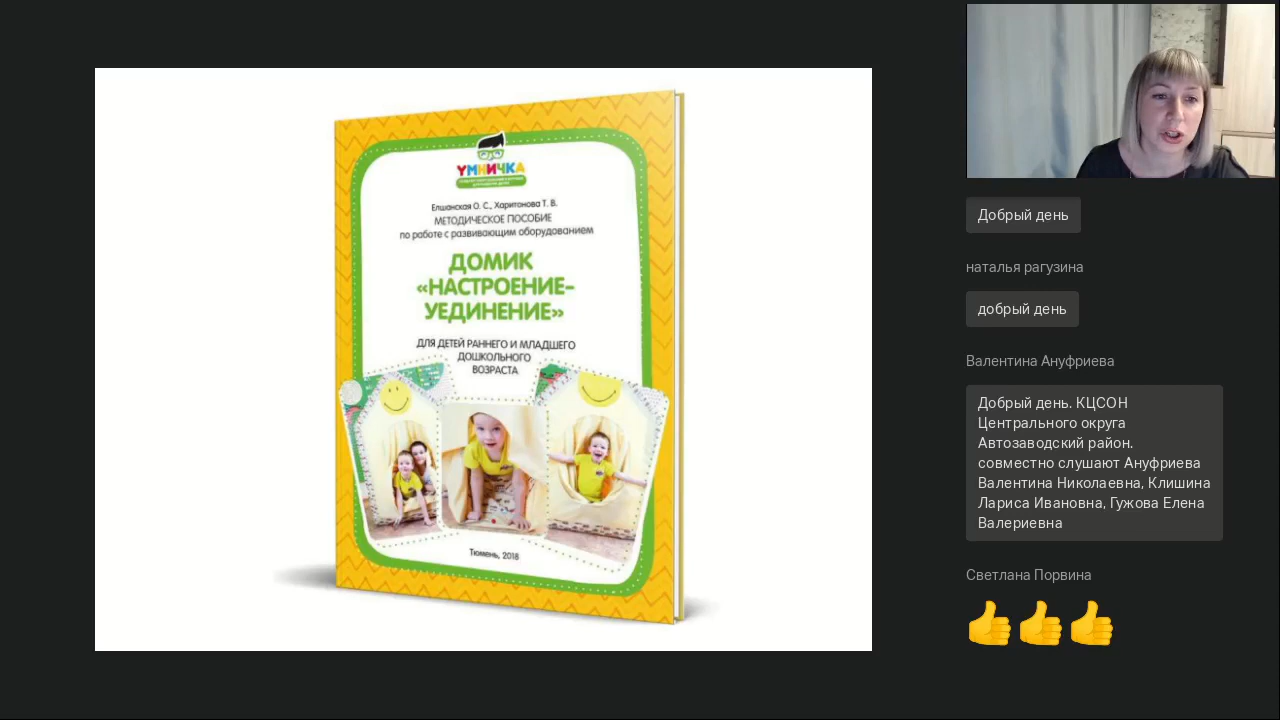 УМНИЧКА
Елшанская О. С., Харитонова Т. В.
МЕТОДИЧЕСКОЕ ПОСОБИЕ
по работе с развивающим оборудованием
ДОМИК
«НАСТРОЕНИЕ-
УЕДИНЕНИЕ»
ДЛЯ ДЕТЕЙ РАННЕГО И МЛАДШЕГО
ДОШКОЛЬНОГО
ВОЗРАСТА
Тюмень, 2018
Добрый день
наталья рагузина
добрый день
Валентина Ануфриева
Добрый день. КЦСОН
Центрального округа
Автозаводский район.
совместно слушают Ануфриева
Валентина Николаевна, Клишина
Лариса Ивановна, Гужова Елена
Валериевна
Светлана Порвина